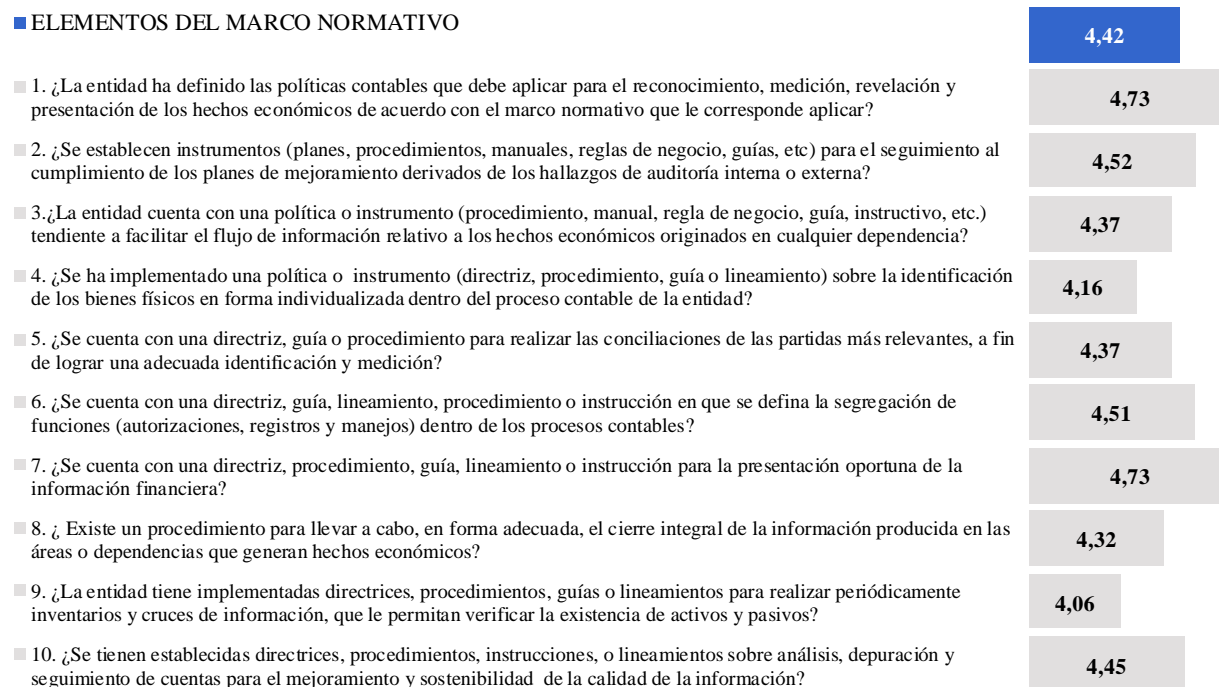 ELEMENTOS DEL MARCO NORMATIVO
4,42
1. ¿La entidad ha definido las políticas contables que debe aplicar para el reconocimiento, medición, revelación y
presentación de los hechos económicos de acuerdo con el marco normativo que le corresponde aplicar?
4,73
2. ¿Se establecen instrumentos (planes, procedimientos, manuales, reglas de negocio, guías, etc) para el seguimiento al
cumplimiento de los planes de mejoramiento derivados de los hallazgos de auditoría interna o externa?
4,52
3.¿La entidad cuenta con una política o instrumento (procedimiento, manual, regla de negocio, guía, instructivo, etc.)
tendiente a facilitar el flujo de información relativo a los hechos económicos originados en cualquier dependencia?
4,37
4. ¿Se ha implementado una política o instrumento (directriz, procedimiento, guía o lineamiento) sobre la identificación
de los bienes físicos en forma individualizada dentro del proceso contable de la entidad?
4,16
5. ¿Se cuenta con una directriz, guía o procedimiento para realizar las conciliaciones de las partidas más relevantes, a fin
de lograr una adecuada identificación y medición?
4,37
6. ¿Se cuenta con una directriz, guía, lineamiento, procedimiento o instrucción en que se defina la segregación de
funciones (autorizaciones, registros y manejos) dentro de los procesos contables?
4,51
7. ¿Se cuenta con una directriz, procedimiento, guía, lineamiento o instrucción para la presentación oportuna de la
información financiera?
4,73
8. ¿ Existe un procedimiento para llevar a cabo, en forma adecuada, el cierre integral de la información producida en las
áreas o dependencias que generan hechos económicos?
4,32
9. ¿La entidad tiene implementadas directrices, procedimientos, guías o lineamientos para realizar periódicamente
inventarios y cruces de información, que le permitan verificar la existencia de activos y pasivos?
4,06
10. ¿Se tienen establecidas directrices, procedimientos, instrucciones, o lineamientos sobre análisis, depuración y
seguimiento de cuentas para el mejoramiento y sostenibilidad de la calidad de la información?
4,45